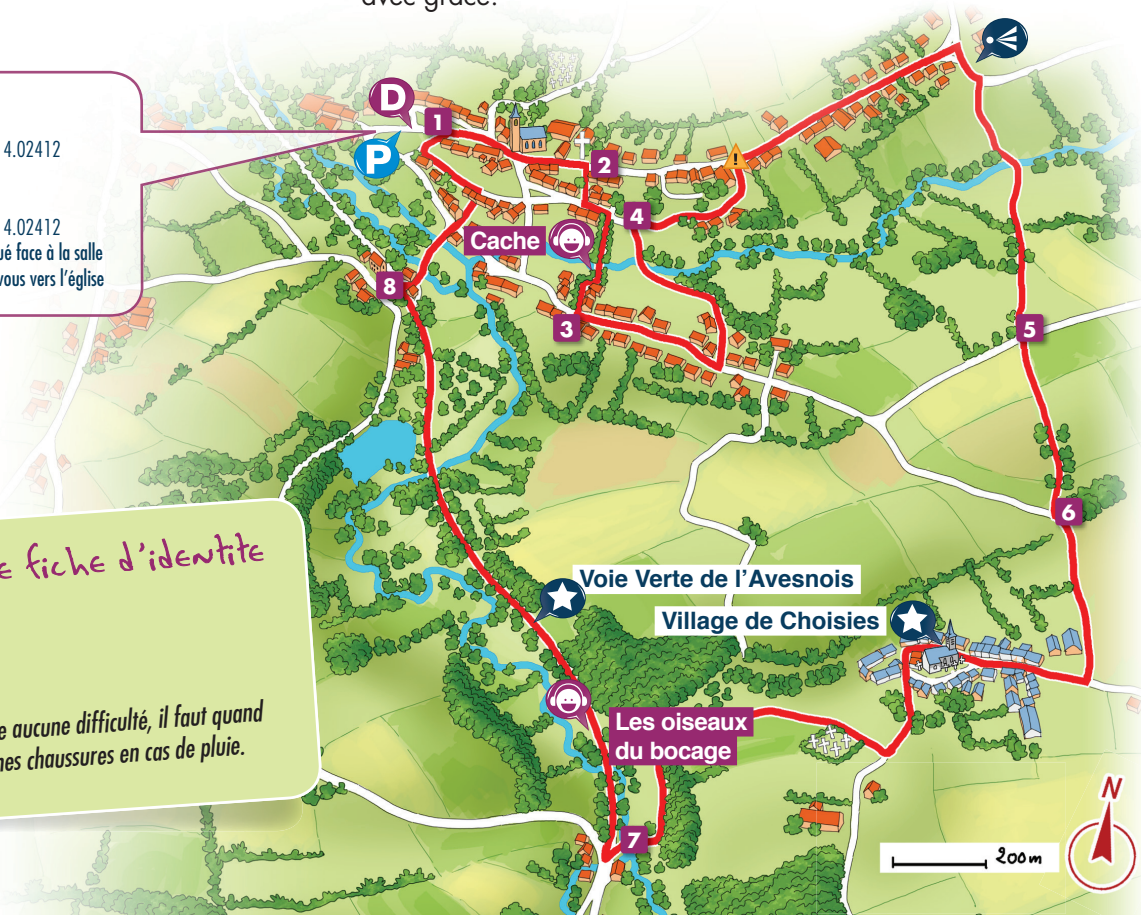 avec grâce.
4.02412
4.02412
ué face à la salle
vous vers l'église
D
P
1
2
4
Cache
8
3
5
6
e fiche d'identite
e aucune difficulté, il faut quand
nes chaussures en cas de pluie.
Voie Verte de l'Avesnois
Village de Choisies
Les oiseaux
du bocage
7
!
N
200m